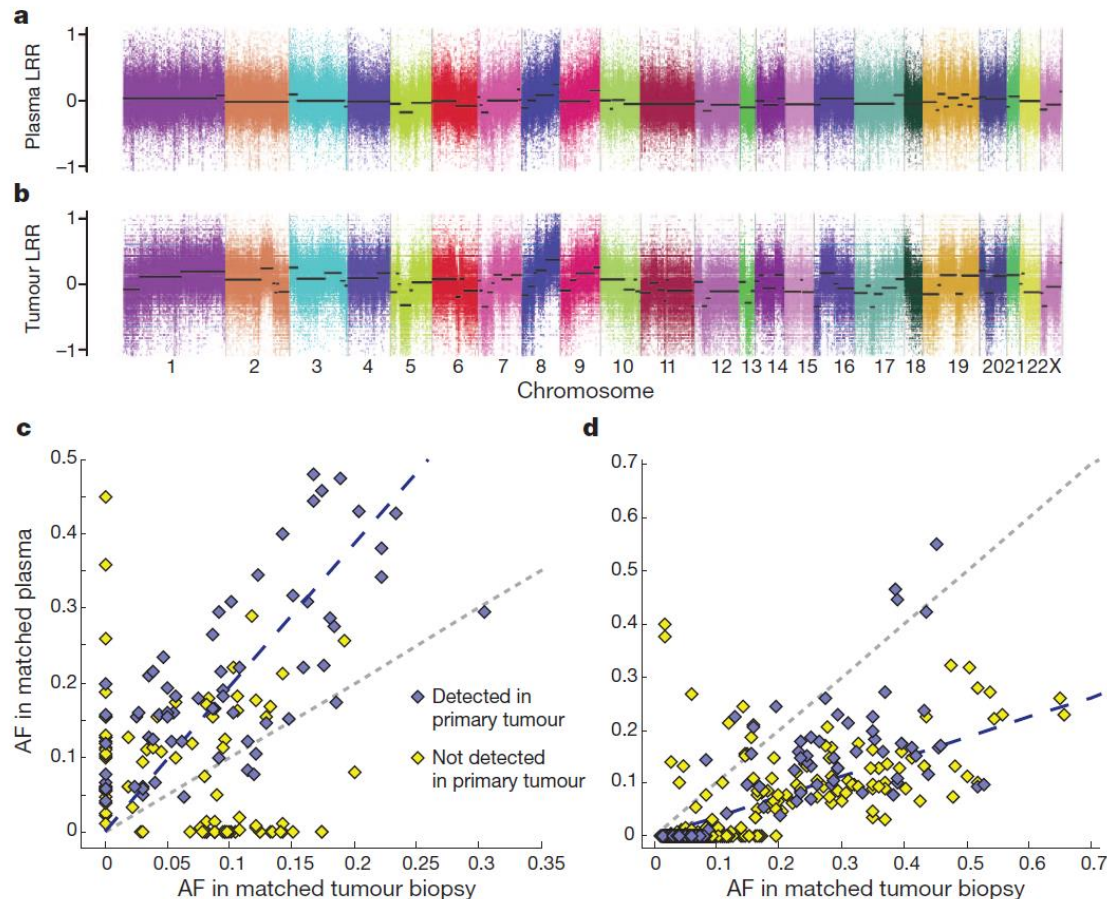 a
Plasma LRR
1
0
−1
b
Tumour LRR
1
0
−1
1 2 3 4 5 6 7 8 9 10 11 12 13 14 15 16 17 18 19 20 21 22 X
Chromosome
c
AF in matched plasma
0.5
0.4
0.3
0.2
0.1
0
0 0.05 0.1 0.15 0.2 0.25 0.3 0.35
AF in matched tumour biopsy
Detected in
primary tumour
Not detected
in primary tumour
d
0.7
0.6
0.5
0.4
0.3
0.2
0.1
0
0 0.1 0.2 0.3 0.4 0.5 0.6 0.7
AF in matched tumour biopsy